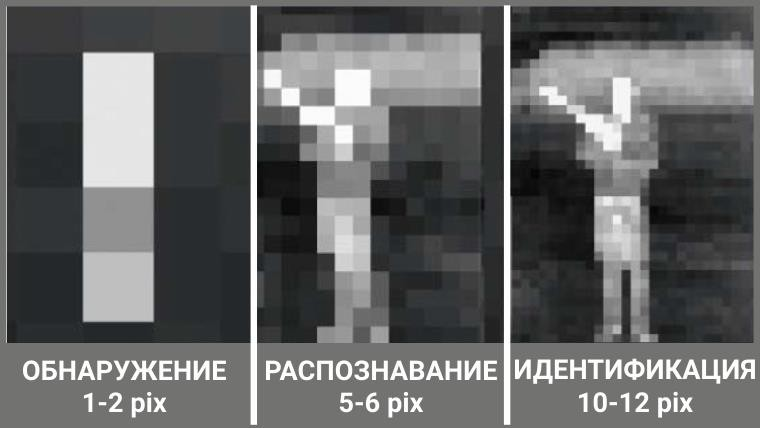 ОБНАРУЖЕНИЕ
1-2 pix
РАСПОЗНАВАНИЕ
5-6 pix
ИДЕНТИФИКАЦИЯ
10-12 pix